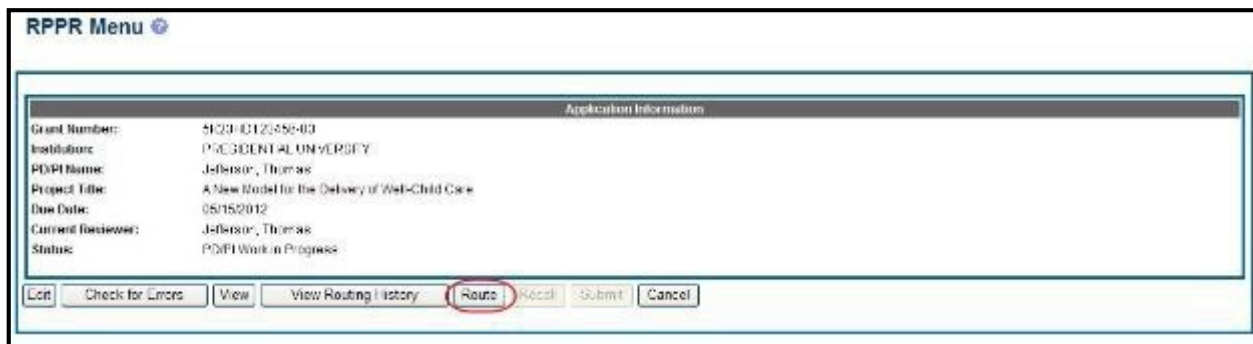 RPPR Menu
Application Information
Grant Number:
Institution: PRESIDENTIAL UNIVERSITY
PD/PI Name: Jefferson, Thomas
Project Title: A New Model for the Delivery of Well-Child Care
Due Date: 05/15/2012
Current Reviewer: Jefferson, Thomas
Status: PD/PI Work in Progress
Edit Check for Errors View View Routing History Route Recall Submit Cancel